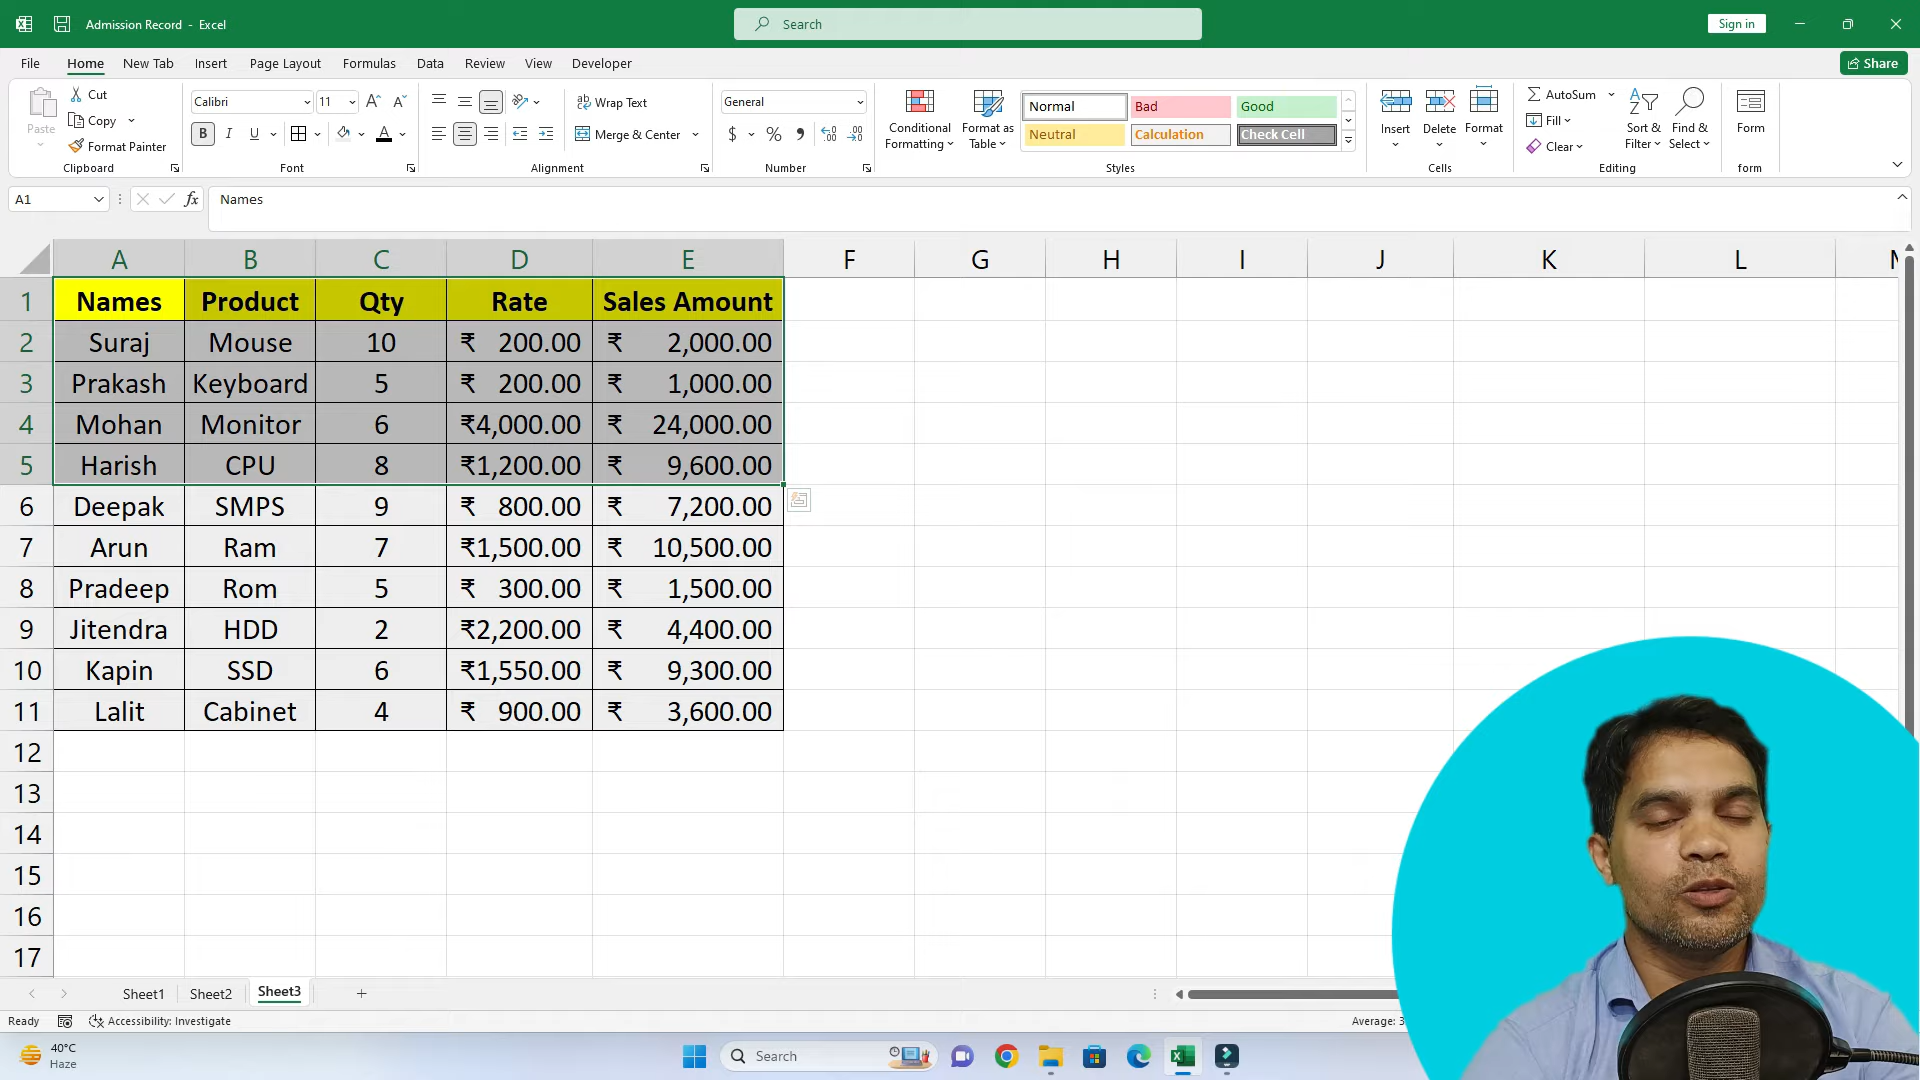 Admission Record - Excel
Search
Sign in
File Home New Tab Insert Page Layout Formulas Data Review View Developer
Share
Paste
Cut
Copy
Format Painter
Clipboard
Calibri 11
B I U
Font
Wrap Text
Merge & Center
Alignment
General
$ % ,
Number
Conditional Formatting
Format as Table
Normal Bad Good
Neutral Calculation Check Cell
Styles
Insert Delete Format
Cells
AutoSum
Fill
Clear
Sort & Filter
Find & Select
Editing
Form
form
A1 fx Names
A B C D E F G H I J K L
1 Names Product Qty Rate Sales Amount
2 Suraj Mouse 10 ₹ 200.00 ₹ 2,000.00
3 Prakash Keyboard 5 ₹ 200.00 ₹ 1,000.00
4 Mohan Monitor 6 ₹4,000.00 ₹ 24,000.00
5 Harish CPU 8 ₹1,200.00 ₹ 9,600.00
6 Deepak SMPS 9 ₹ 800.00 ₹ 7,200.00
7 Arun Ram 7 ₹1,500.00 ₹ 10,500.00
8 Pradeep Rom 5 ₹ 300.00 ₹ 1,500.00
9 Jitendra HDD 2 ₹2,200.00 ₹ 4,400.00
10 Kapin SSD 6 ₹1,550.00 ₹ 9,300.00
11 Lalit Cabinet 4 ₹ 900.00 ₹ 3,600.00
12
13
14
15
16
17
Sheet1 Sheet2 Sheet3
Ready Accessibility: Investigate Average: 3
40°C
Haze
Search